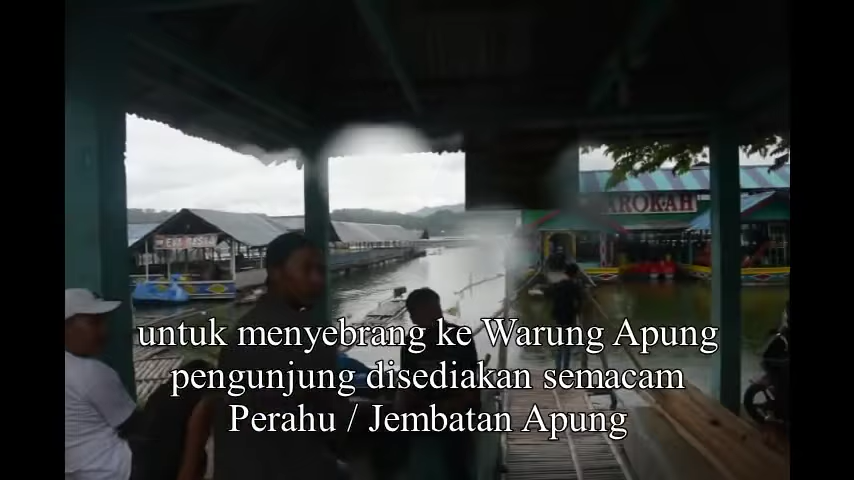 AROKAH
untuk menyebrang ke Warung Apung
pengunjung disediakan semacam
Perahu / Jembatan Apung